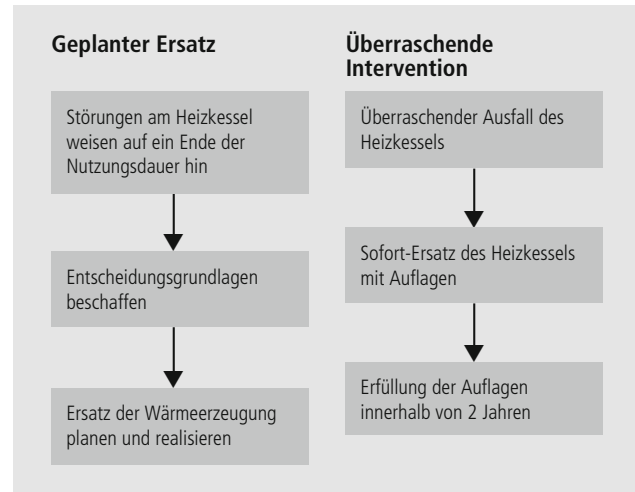 Geplanter Ersatz
Störungen am Heizkessel
weisen auf ein Ende der
Nutzungsdauer hin
Entscheidungsgrundlagen
beschaffen
Ersatz der Wärmeerzeugung
planen und realisieren
Überraschende
Intervention
Überraschender Ausfall des
Heizkessels
Sofort-Ersatz des Heizkessels
mit Auflagen
Erfüllung der Auflagen
innerhalb von 2 Jahren